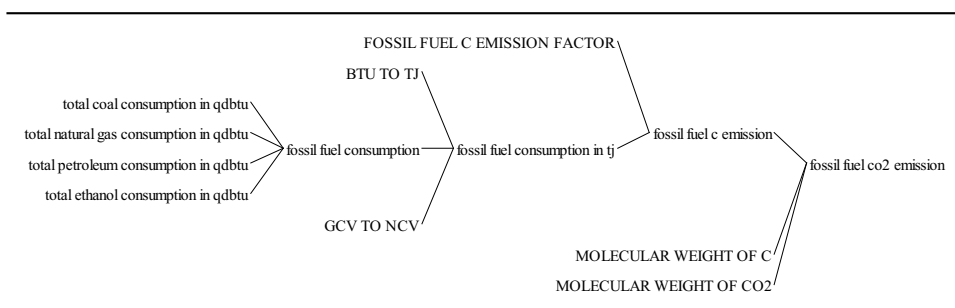 FOSSIL FUEL C EMISSION FACTOR
BTU TO TJ
total coal consumption in qdbtu
total natural gas consumption in qdbtu
fossil fuel c emission
fossil fuel consumption
fossil fuel consumption in tj
total petroleum consumption in qdbtu
fossil fuel co2 emission
total ethanol consumption in qdbtu
GCV TO NCV
MOLECULAR WEIGHT OF C
MOLECULAR WEIGHT OF CO2